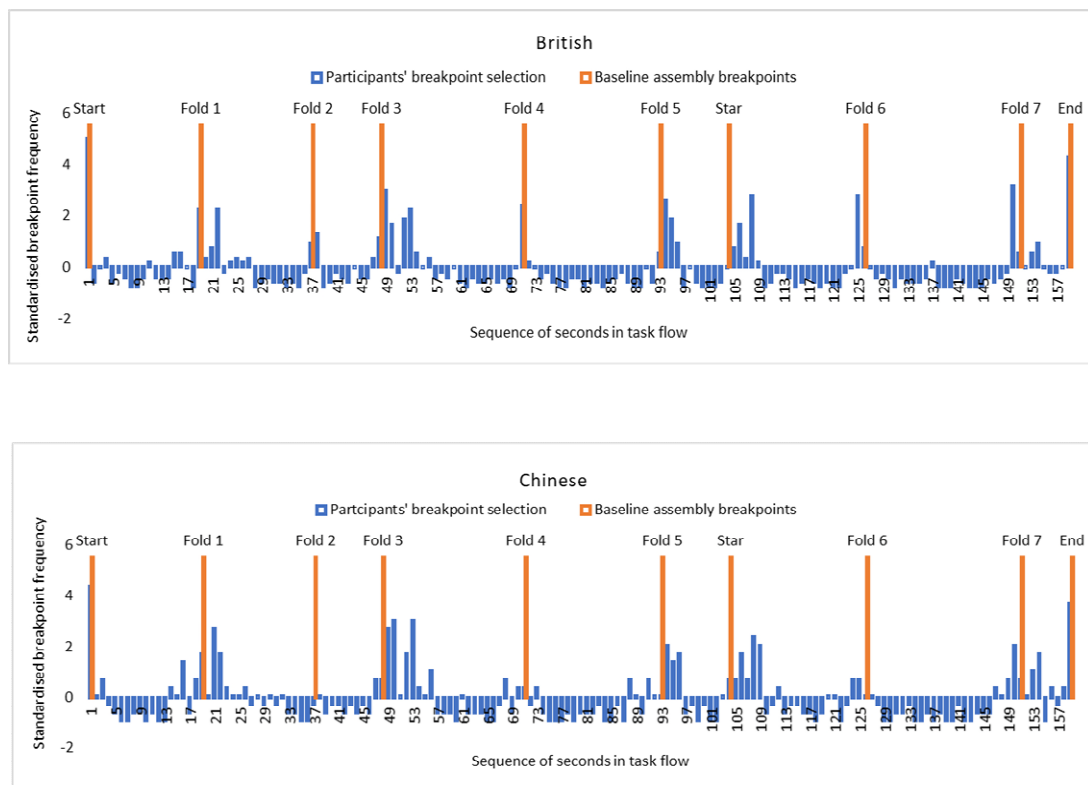 British
Participants' breakpoint selection Baseline assembly breakpoints
Standardised breakpoint frequency
6 Start Fold 1 Fold 2 Fold 3 Fold 4 Fold 5 Star Fold 6 Fold 7 End
4
2
0
-2
1 5 9 13 17 21 25 29 33 37 41 45 49 53 57 61 65 69 73 77 81 85 89 93 97 101 105 109 113 117 121 125 129 133 137 141 145 149 153 157
Sequence of seconds in task flow
Chinese
Partcipants' breakpoint selection Baseline assembly breakpoints
Standardised breakpoint frequency
6 Start Fold 1 Fold 2 Fold 3 Fold 4 Fold 5 Star Fold 6 Fold 7 End
4
2
0
-2
1 5 9 13 17 21 25 29 33 37 41 45 49 53 57 61 65 69 73 77 81 85 89 93 97 101 105 109 113 117 121 125 129 133 137 141 145 149 153 157
Sequence of seconds in task flow